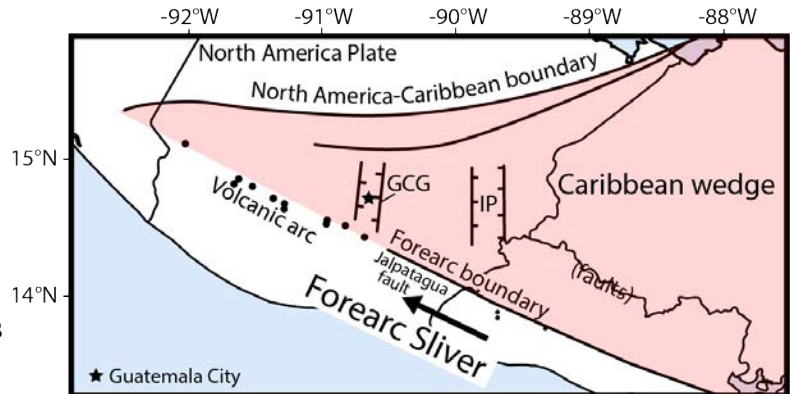 -92°W -91°W -90°W -89°W -88°W
North America Plate
North America-Caribbean boundary
15°N
GCG
IP
Caribbean wedge
Volcanic arc
Forearc boundary
Jalpatagua
fault
(faults)
14°N
Forearc Sliver
s
Guatemala City